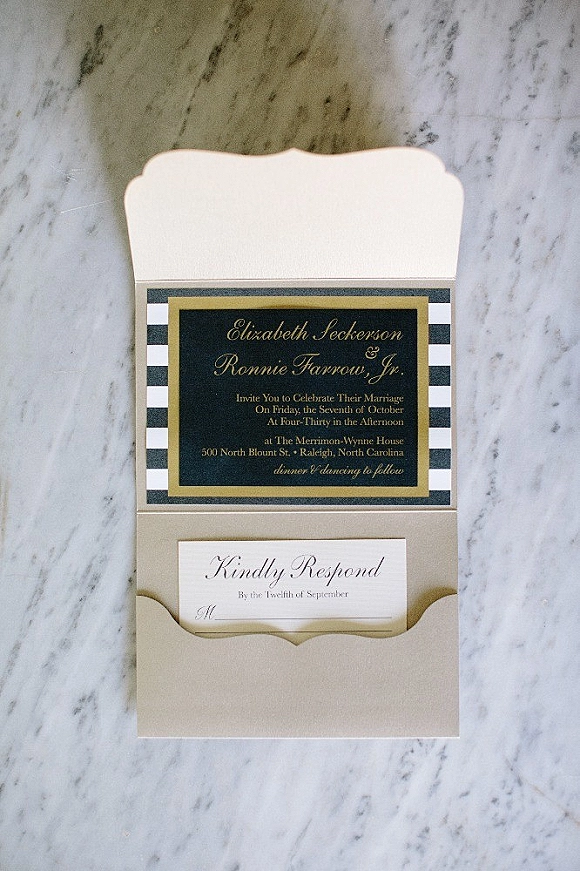 Elizabeth Seckerson
&
Ronnie Farrow, Jr.
Invite You to Celebrate Their Marriage
On Friday, the Seventh of October
At Four-Thirty in the Afternoon
at The Merrimon-Wynne House
500 North Blount St. • Raleigh, North Carolina
dinner & dancing to follow
Kindly Respond
By the Twelfth of September
M